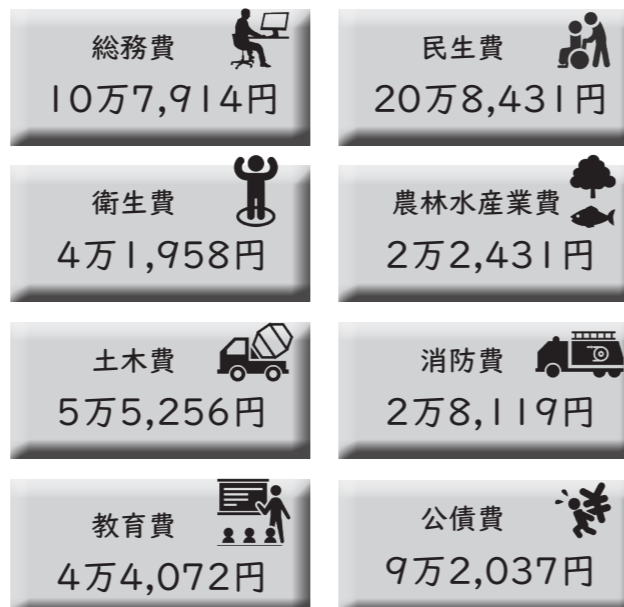 総務費
10万7,914円
民生費
20万8,431円
衛生費
4万1,958円
農林水産業費
2万2,431円
土木費
5万5,256円
消防費
2万8,119円
教育費
4万4,072円
公債費
9万2,037円